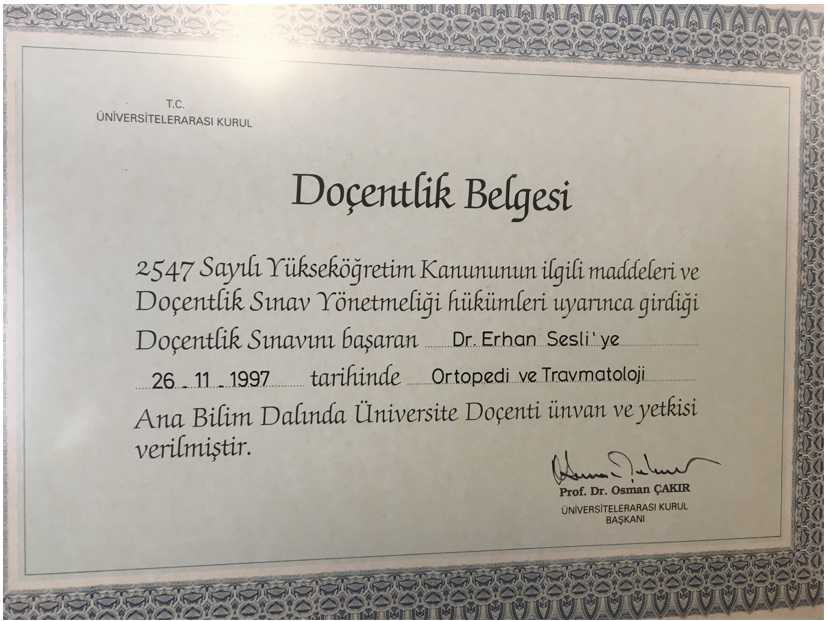 T.C.
ÜNİVERSİTELERARASI KURUL
Doçentlik Belgesi
2547 Sayılı Yükseköğretim Kanununun ilgili maddeleri ve
Doçentlik Sınav Yönetmeliği hükümleri uyarınca girdiği
Doçentlik Sınavını başaran Dr. Erhan Sesli'ye
26 - 11 - 1997 tarihinde Ortopedi ve Travmatoloji
Ana Bilim Dalında Üniversite Doçenti ünvan ve yetkisi
verilmiştir.
Prof. Dr. Osman ÇAKIR
ÜNİVERSİTELERARASI KURUL
BAŞKANI